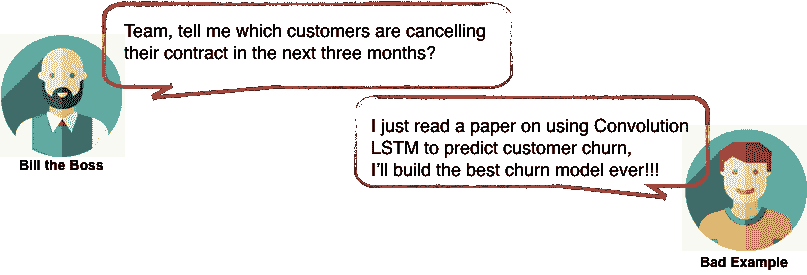 Team, tell me which customers are cancelling
their contract in the next three months?
Bill the Boss
I just read a paper on using Convolution
LSTM to predict customer churn,
I'll build the best churn model ever!!!
Bad Example